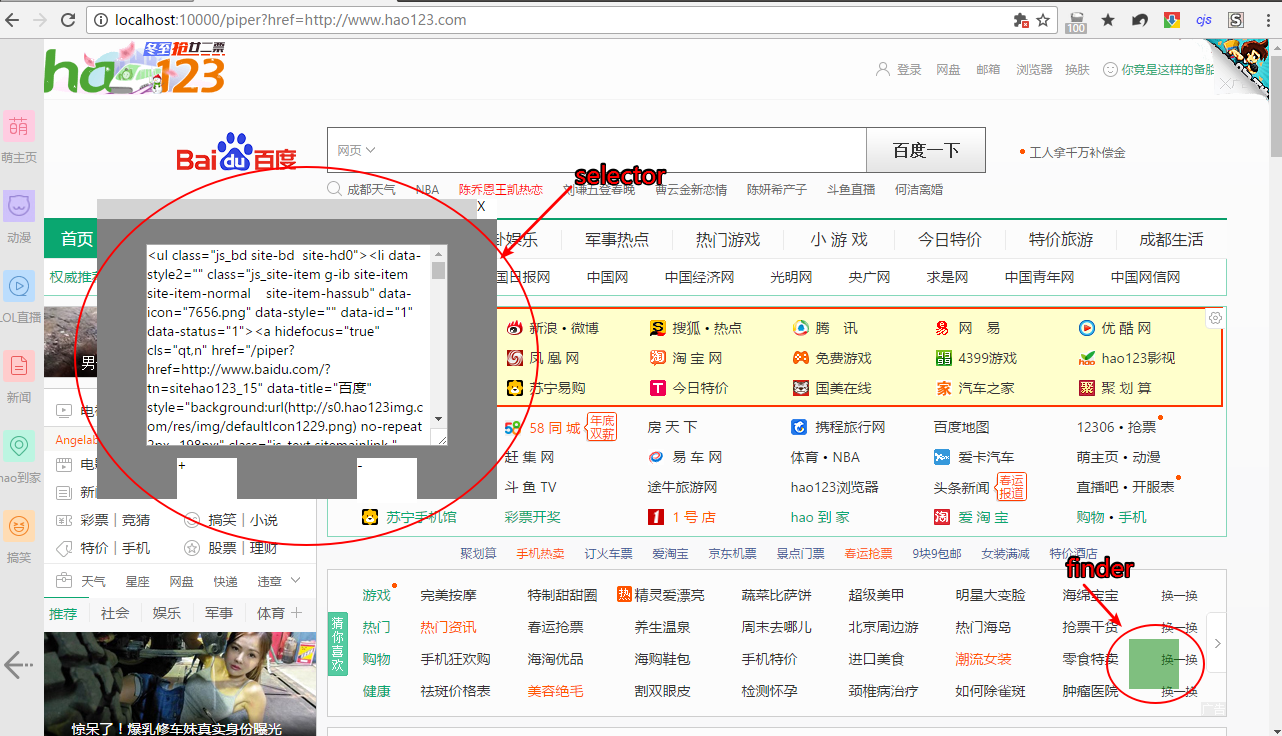 localhost:10000/piper?href=http://www.hao123.com
100
cjs
S
hao123
冬至抢廿二票
登录 网盘 邮箱 浏览器 换肤 你竟是这样的备胎
萌
萌主页
动漫
LOL直播
新闻
hao到家
搞笑
Bai du 百度
网页
百度一下
工人拿千万补偿金
selector
成都天气 NBA 陈乔恩王凯热恋 刘谦五登春晚 曹云金新恋情 陈妍希产子 斗鱼直播 何洁离婚
X
首页 卦娱乐 军事热点 热门游戏 小 游 戏 今日特价 特价旅游 成都生活
权威推荐 国日报网 中国网 中国经济网 光明网 央广网 求是网 中国青年网 中国网信网
<ul class="js_bd site-bd  site-hd0"><li data-
style2="" class="js_site-item g-ib site-item
site-item-normal    site-item-hassub" data-
icon="7656.png" data-style="" data-id="1"
data-status="1"><a hidefocus="true"
cls="qt,n" href="/piper?
href=http://www.baidu.com/?
tn=sitehao123_15" data-title="百度"
style="background:url(http://s0.hao123img.c
om/res/img/defaultIcon1229.png) no-repeat
2px -198px;" class="js_text sitemainlink "
+ -
新浪 • 微博 搜狐 • 热点 腾 讯 网 易 优 酷 网
凤 凰 网 淘 宝 网 免费游戏 4399游戏 hao123影视
苏宁易购 今日特价 国美在线 汽车之家 聚 划 算
58 同 城 年底双薪 房 天 下 携程旅行网 百度地图 12306 • 抢票
赶 集 网 易 车 网 体育 • NBA 爱卡汽车 萌主页 • 动漫
斗 鱼 TV 途牛旅游网 hao123浏览器 头条新闻 春运报道 直播吧 • 开服表
苏宁手机馆 彩票开奖 1 号 店 hao 到 家 爱 淘 宝 购物 • 手机
男
电
Angelab
电
新
彩票 | 竞猜 搞笑 | 小说
特价 | 手机 股票 | 理财
天气 星座 网盘 快递 违章
推荐 社会 娱乐 军事 体育
惊呆了！爆乳修车妹真实身份曝光
聚划算 手机热卖 订火车票 爱淘宝 京东机票 景点门票 春运抢票 9块9包邮 女装满减 特价酒店
finder
猜你喜欢
游戏 完美按摩 特制甜甜圈 热 精灵爱漂亮 蔬菜比萨饼 超级美甲 明星大变脸 海绵宝宝 换一换
热门 热门资讯 春运抢票 养生温泉 周末去哪儿 北京周边游 热门海岛 抢票干货 换一换
购物 手机狂欢购 海淘优品 海购鞋包 手机特价 进口美食 潮流女装 零食特卖 换一换
健康 祛斑价格表 美容绝毛 割双眼皮 检测怀孕 颈椎病治疗 如何除雀斑 肿瘤医院 换一换
广告